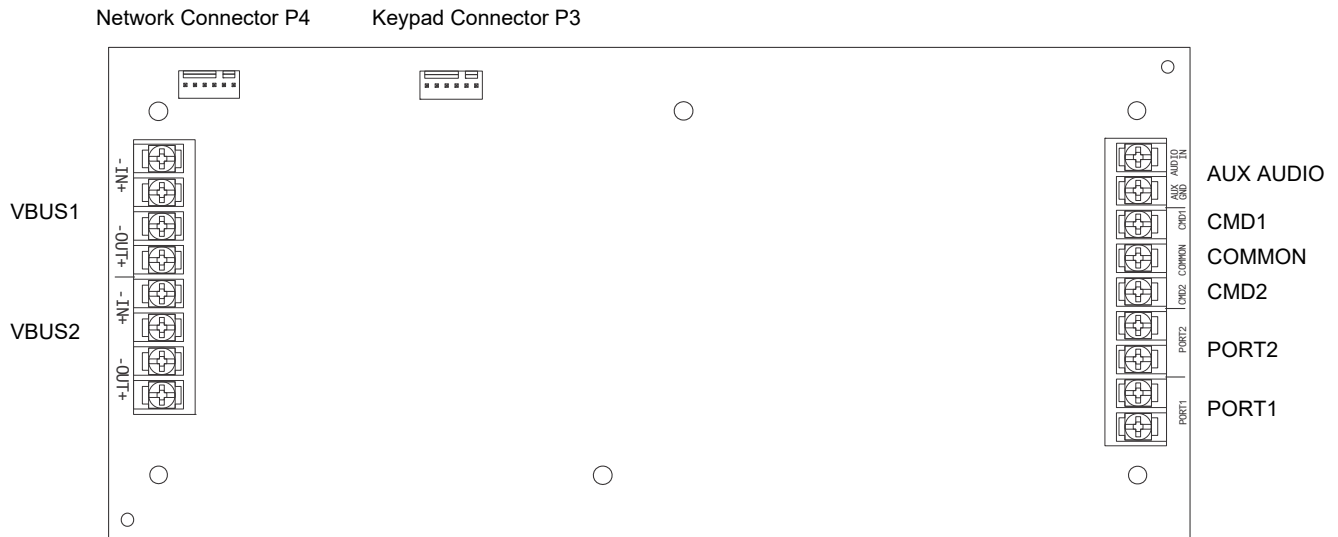 Network Connector P4 Keypad Connector P3
VBUS1
VBUS2
-IN+
-OUT+
-IN+
-OUT+
AUDIO
IN
AUX
GND
CMD1
COMMON
CMD2
PORT2
PORT1
AUX AUDIO
CMD1
COMMON
CMD2
PORT2
PORT1